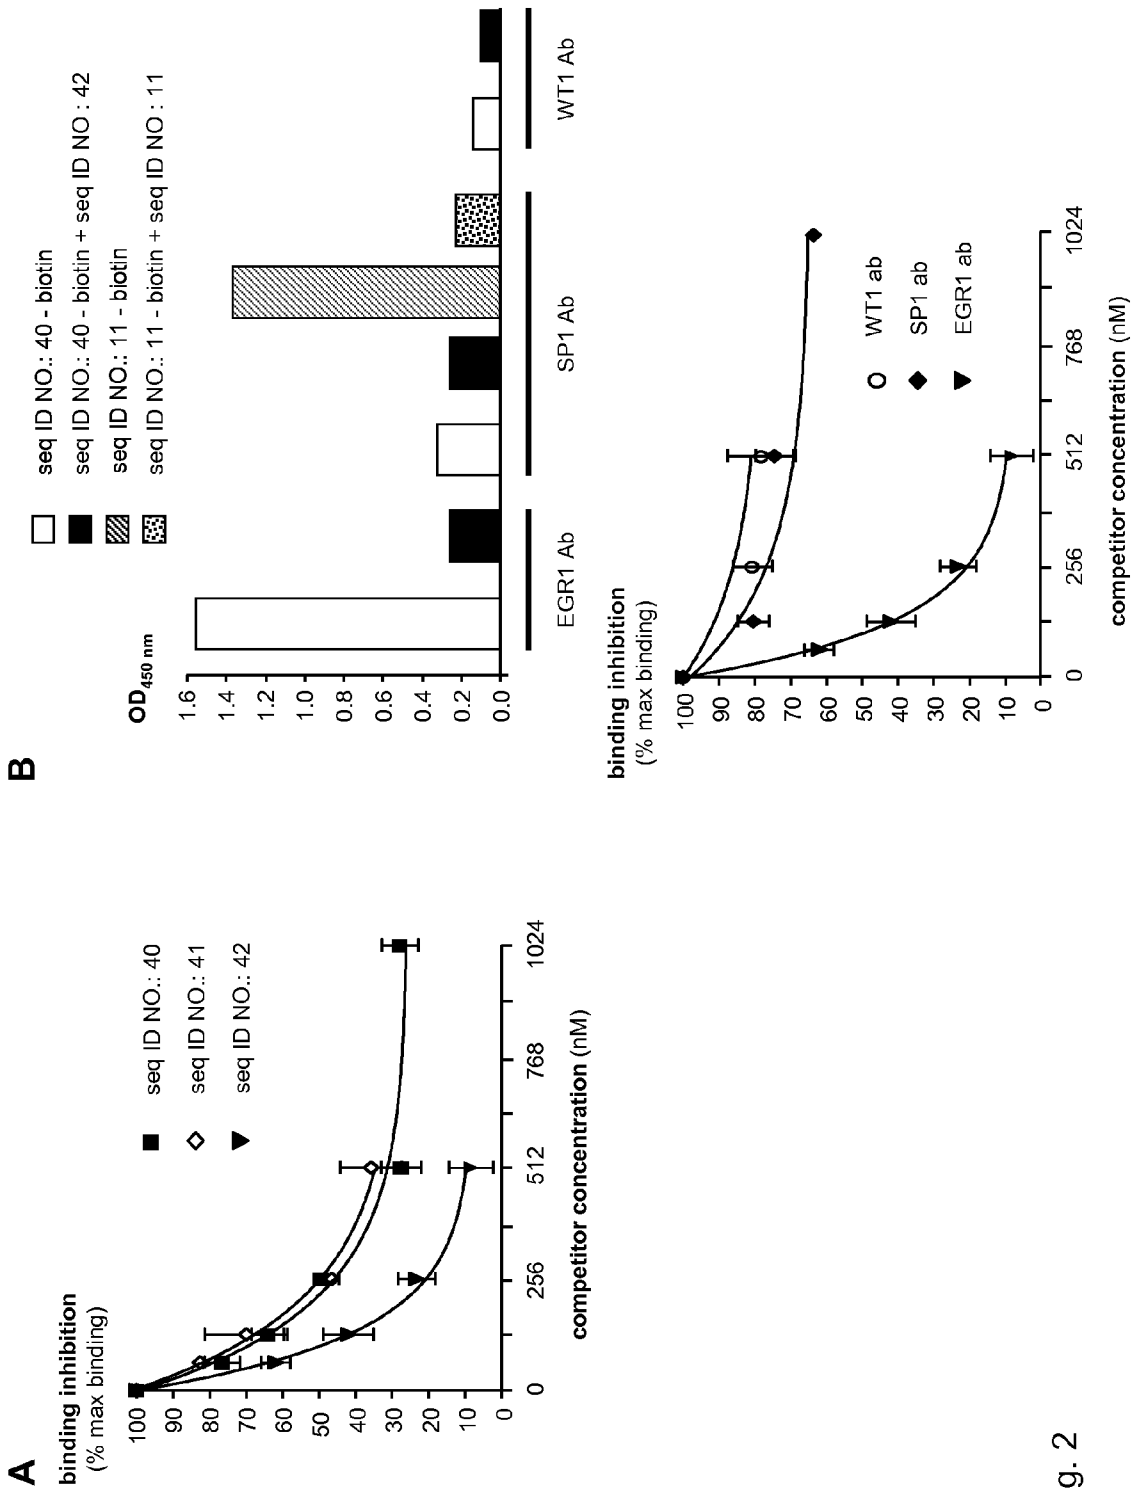 A
binding inhibition
(% max binding)
100
90
80
70
60
50
40
30
20
10
0
0
256
512
768
1024
competitor concentration (nM)
seq ID NO.: 40
seq ID NO.: 41
seq ID NO.: 42
B
OD450 nm
1.6
1.4
1.2
1.0
0.8
0.6
0.4
0.2
0.0
seq ID NO.: 40 - biotin
seq ID NO.: 40 - biotin + seq ID NO : 42
seq ID NO.: 11 - biotin
seq ID NO.: 11 - biotin + seq ID NO : 11
EGR1 Ab
SP1 Ab
WT1 Ab
binding inhibition
(% max binding)
100
90
80
70
60
50
40
30
20
10
0
0
256
512
768
1024
competitor concentration (nM)
WT1 ab
SP1 ab
EGR1 ab
g. 2